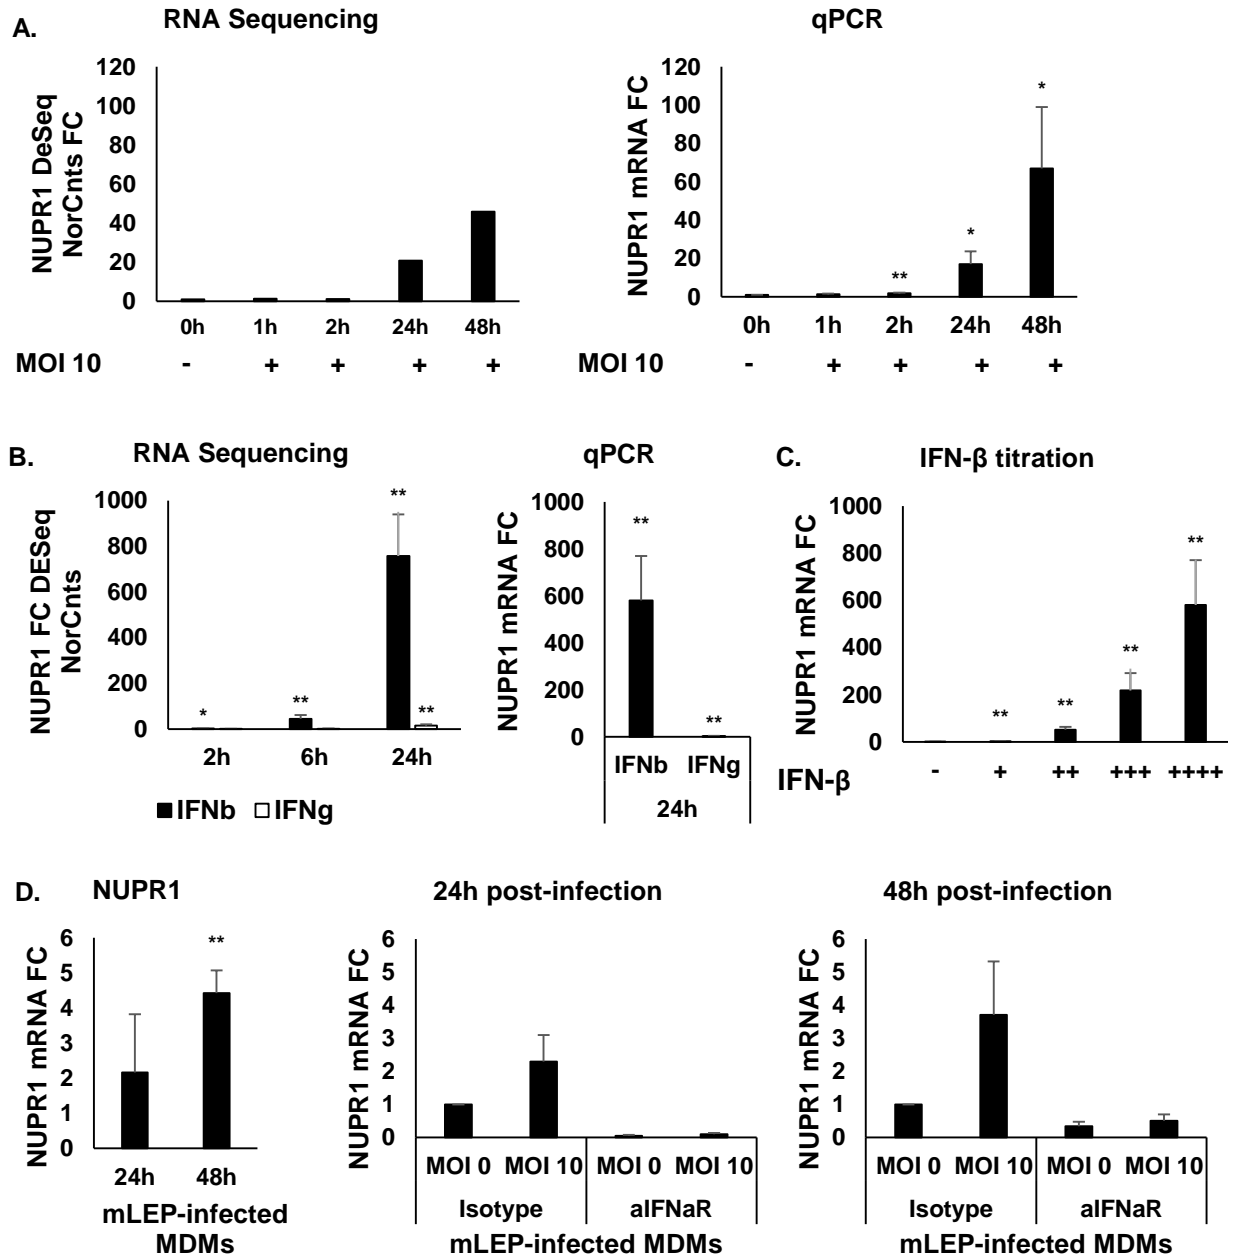 A.
RNA Sequencing
NUPR1 DeSeq
NorCnts FC
120
100
80
60
40
20
0
0h 1h 2h 24h 48h
MOI 10 - + + + +
qPCR
NUPR1 mRNA FC
120
100
80
60
40
20
0
** * *
0h 1h 2h 24h 48h
MOI 10 - + + + +
B.
RNA Sequencing
NUPR1 FC DESeq
NorCnts
1000
800
600
400
200
0
* ** ** **
2h 6h 24h
IFNb IFNg
qPCR
NUPR1 mRNA FC
1000
800
600
400
200
0
** **
IFNb IFNg
24h
C.
IFN-β titration
NUPR1 mRNA FC
1000
800
600
400
200
0
** ** ** **
IFN-β - + ++ +++ ++++
D.
NUPR1
NUPR1 mRNA FC
6
5
4
3
2
1
0
**
24h 48h
mLEP-infected
MDMs
24h post-infection
NUPR1 mRNA FC
6
5
4
3
2
1
0
MOI 0 MOI 10 MOI 0 MOI 10
Isotype aIFNaR
mLEP-infected MDMs
48h post-infection
NUPR1 mRNA FC
6
5
4
3
2
1
0
MOI 0 MOI 10 MOI 0 MOI 10
Isotype aIFNaR
mLEP-infected MDMs